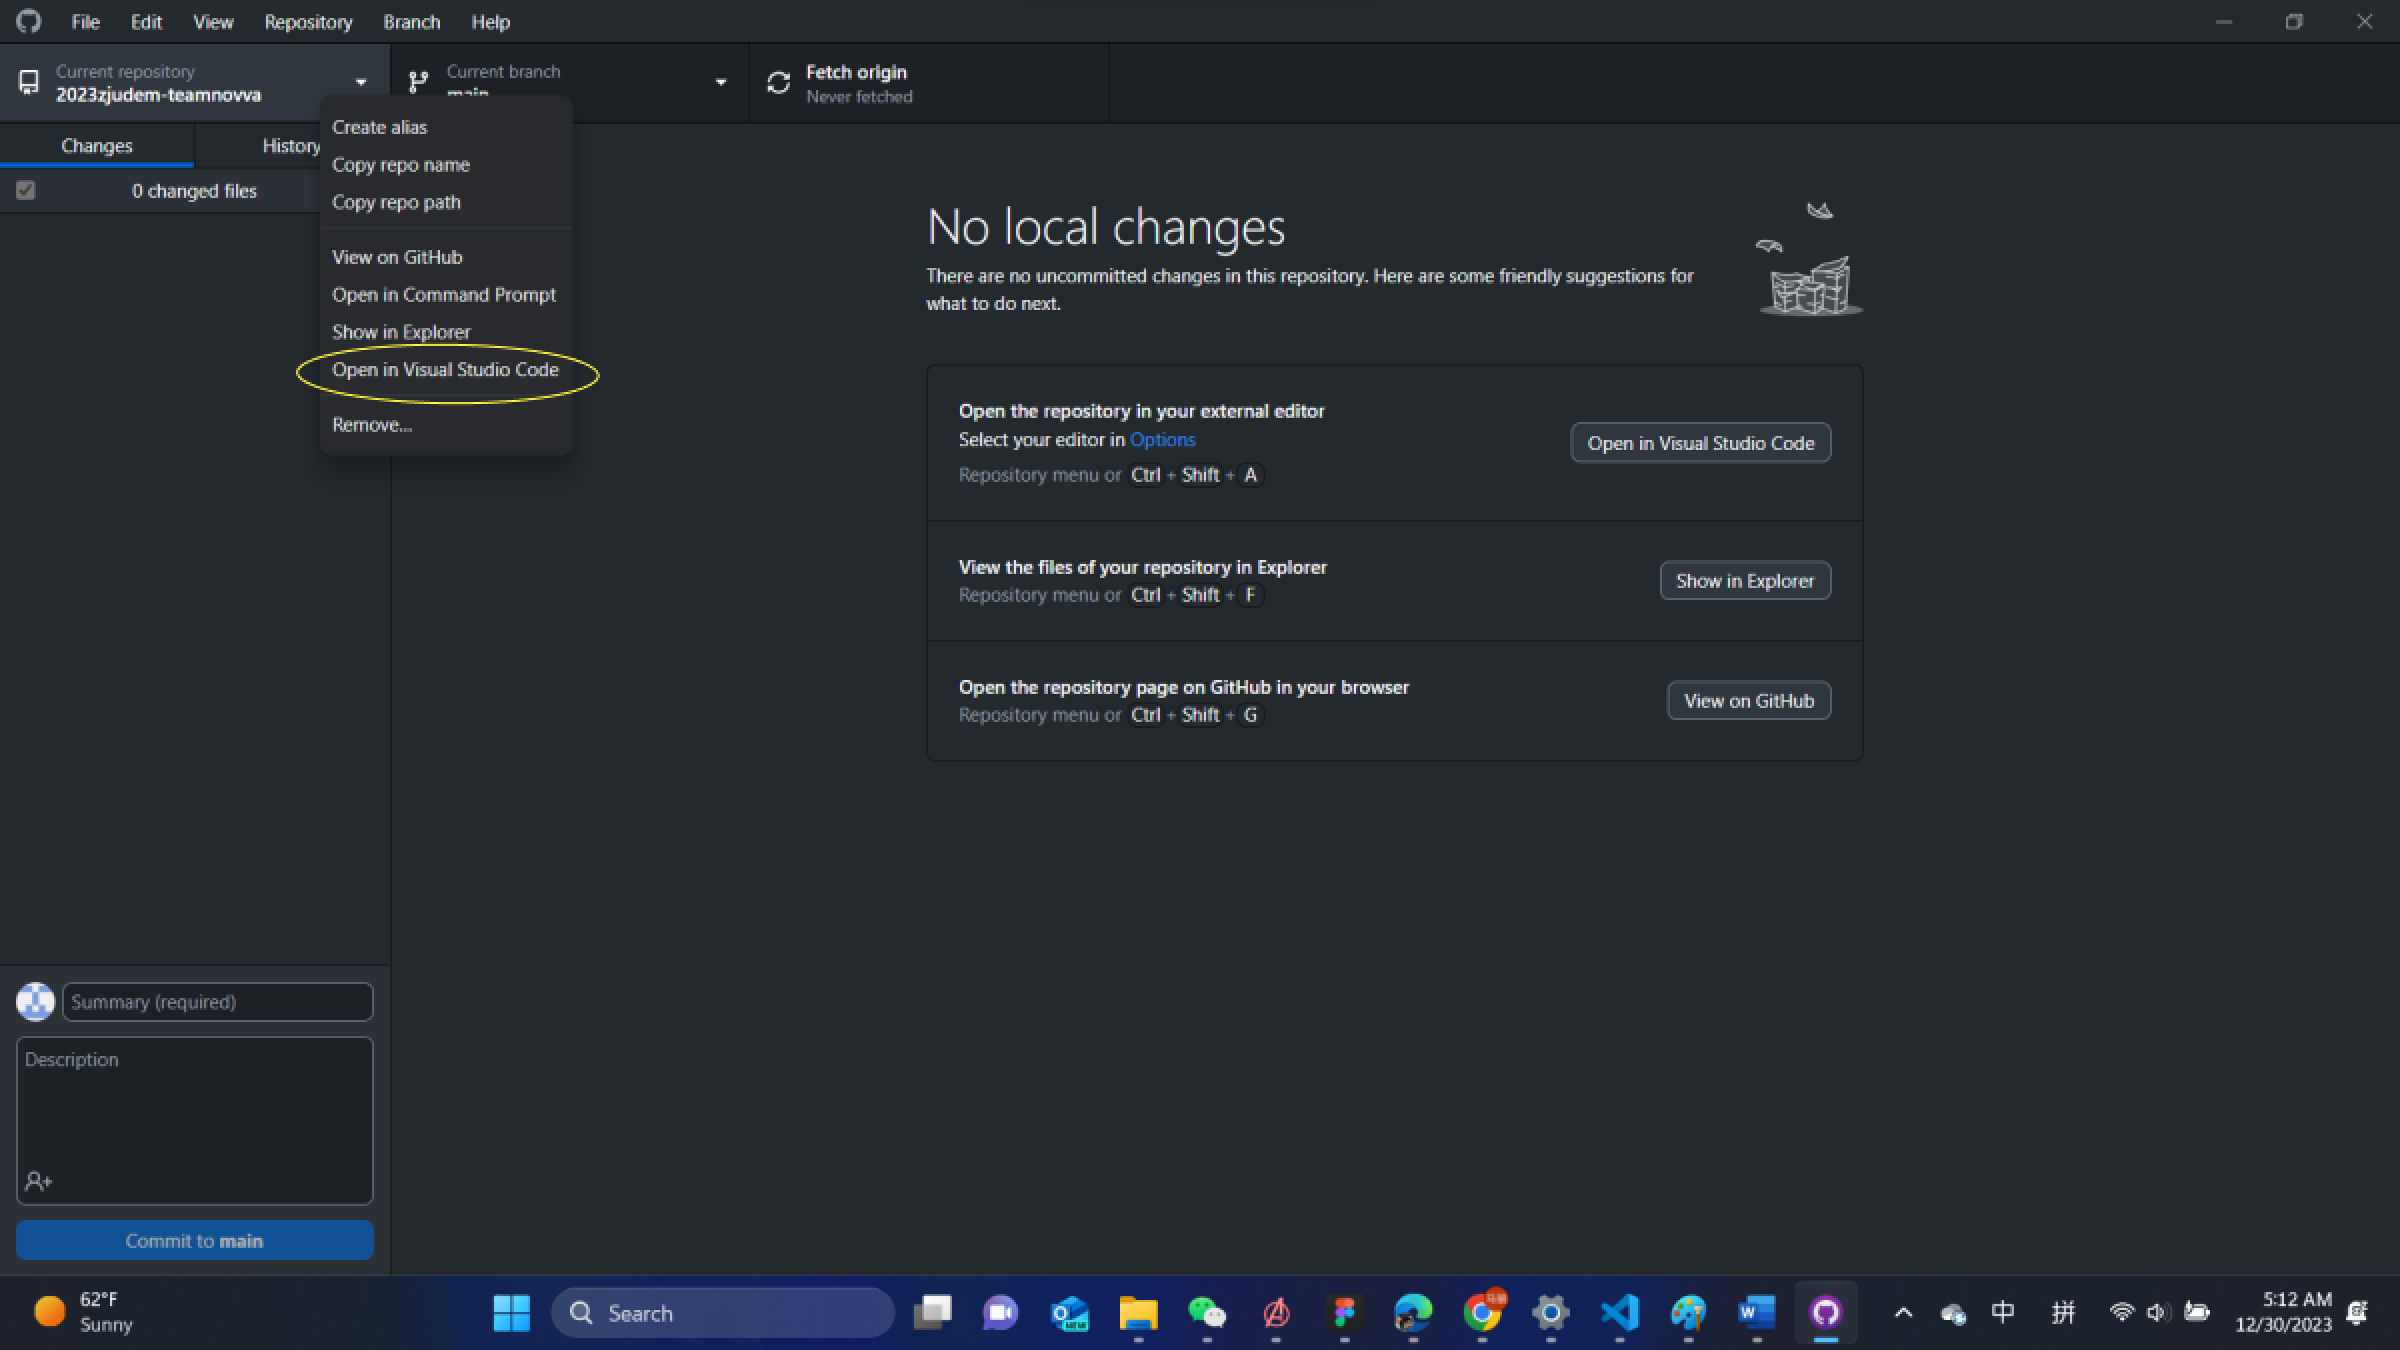 File Edit View Repository Branch Help
Current repository
2023zjudem-teamnovva
Current branch
main
Fetch origin
Never fetched
Changes
History
0 changed files
Create alias
Copy repo name
Copy repo path
View on GitHub
Open in Command Prompt
Show in Explorer
Open in Visual Studio Code
Remove...
No local changes
There are no uncommitted changes in this repository. Here are some friendly suggestions for
what to do next.
Open the repository in your external editor
Select your editor in Options
Repository menu or Ctrl + Shift + A
Open in Visual Studio Code
View the files of your repository in Explorer
Repository menu or Ctrl + Shift + F
Show in Explorer
Open the repository page on GitHub in your browser
Repository menu or Ctrl + Shift + G
View on GitHub
Summary (required)
Description
Commit to main
62°F
Sunny
Search
NEW
中
拼
5:12 AM
12/30/2023